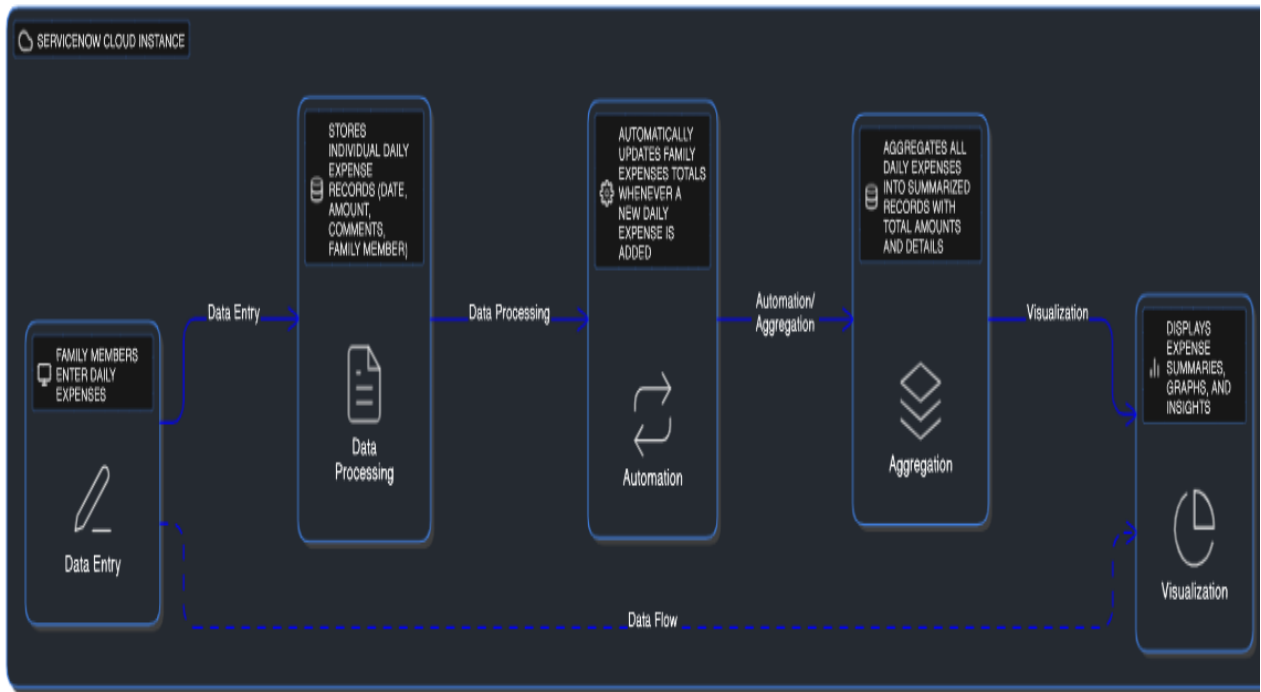 SERVICENOW CLOUD INSTANCE
FAMILY MEMBERS
ENTER DAILY
EXPENSES
Data Entry
Data Entry
STORES
INDIVIDUAL DAILY
EXPENSE
RECORDS (DATE,
AMOUNT,
COMMENTS,
FAMILY MEMBER)
Data
Processing
Data Processing
AUTOMATICALLY
UPDATES FAMILY
EXPENSES TOTALS
WHENEVER A
NEW DAILY
EXPENSE IS
ADDED
Automation
Automation/
Aggregation
AGGREGATES ALL
DAILY EXPENSES
INTO SUMMARIZED
RECORDS WITH
TOTAL AMOUNTS
AND DETAILS
Aggregation
Visualization
DISPLAYS
EXPENSE
SUMMARIES,
GRAPHS, AND
INSIGHTS
Visualization
Data Flow